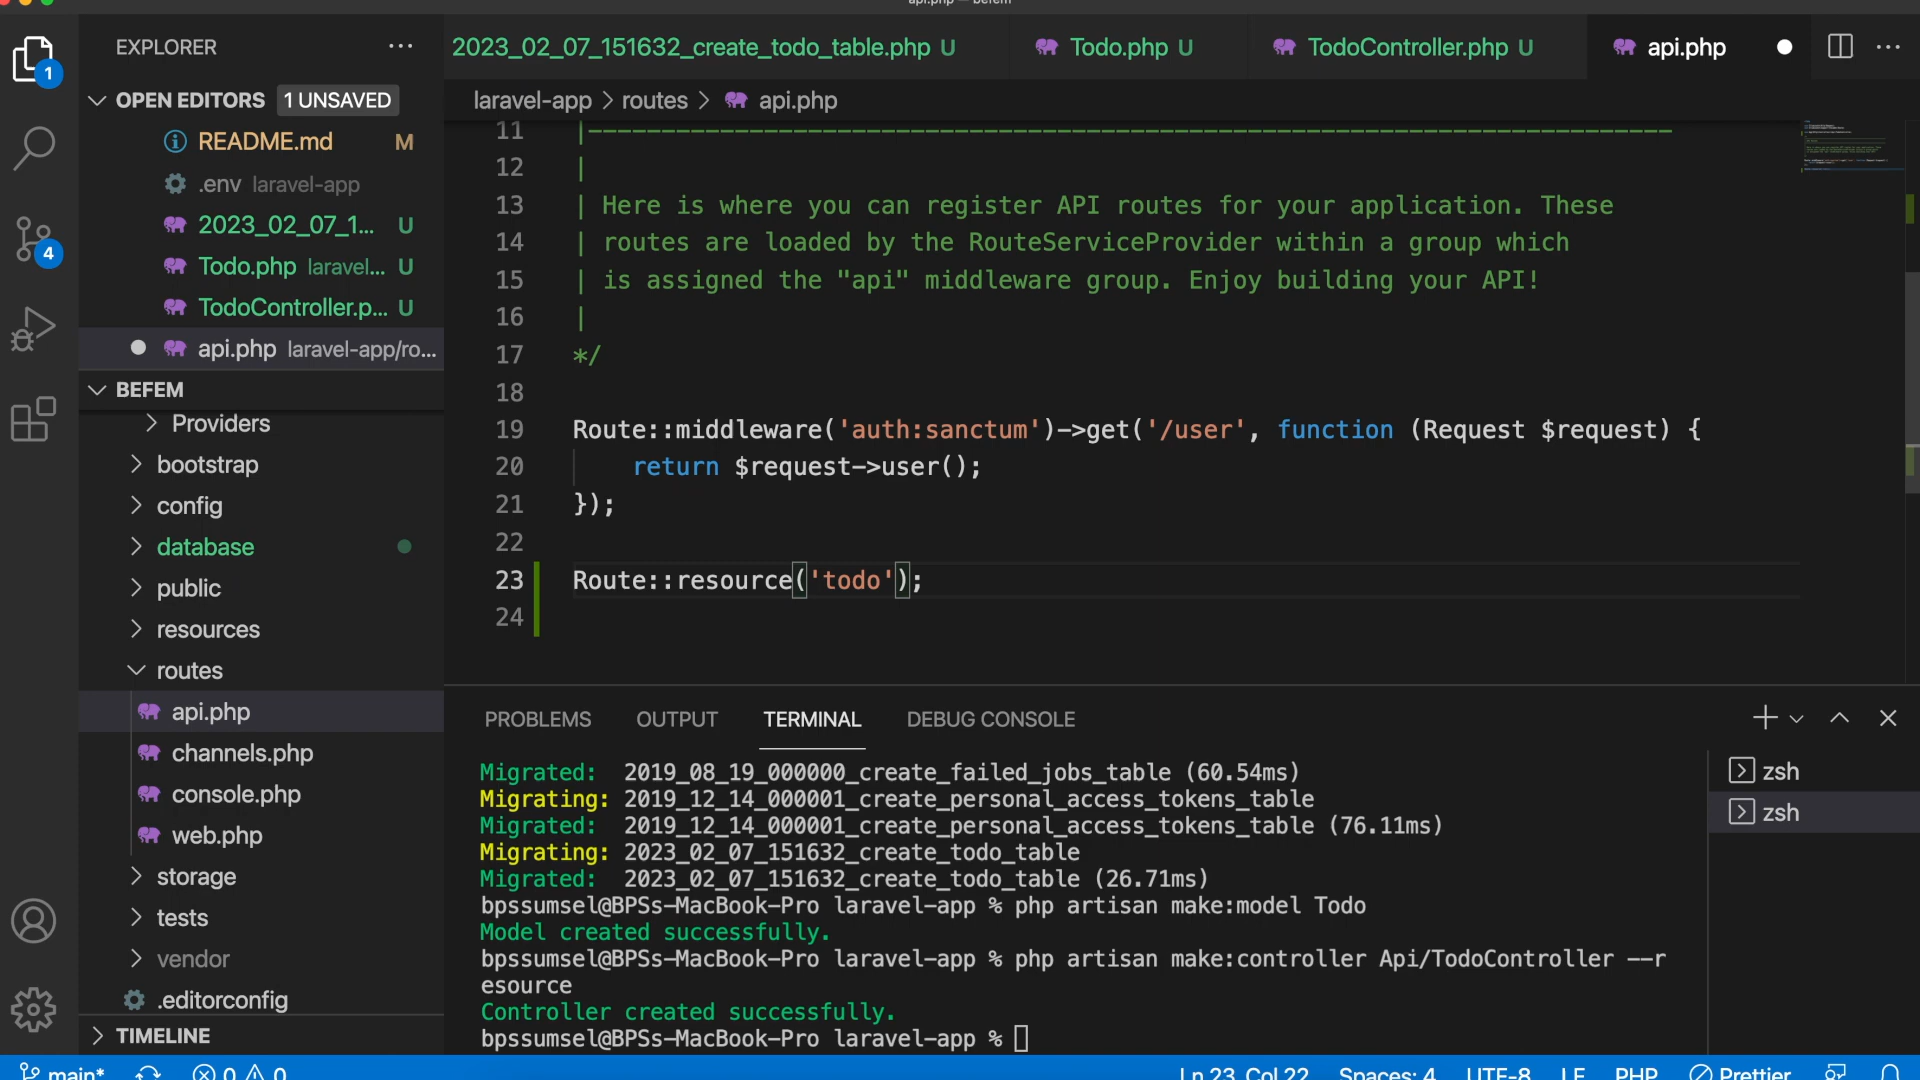 api.php — befem
EXPLORER
OPEN EDITORS 1 UNSAVED
README.md M
.env laravel-app
2023_02_07_1... U
Todo.php laravel... U
TodoController.p... U
api.php laravel-app/ro...
BEFEM
Providers
bootstrap
config
database
public
resources
routes
api.php
channels.php
console.php
web.php
storage
tests
vendor
.editorconfig
TIMELINE
1
4
2023_02_07_151632_create_todo_table.php U
Todo.php U
TodoController.php U
api.php
laravel-app > routes > api.php
11 |--------------------------------------------------------------------------
12 |
13 | Here is where you can register API routes for your application. These
14 | routes are loaded by the RouteServiceProvider within a group which
15 | is assigned the "api" middleware group. Enjoy building your API!
16 |
17 */
18
19 Route::middleware('auth:sanctum')->get('/user', function (Request $request) {
20 return $request->user();
21 });
22
23 Route::resource('todo');
24
PROBLEMS OUTPUT TERMINAL DEBUG CONSOLE
Migrated: 2019_08_19_000000_create_failed_jobs_table (60.54ms)
Migrating: 2019_12_14_000001_create_personal_access_tokens_table
Migrated: 2019_12_14_000001_create_personal_access_tokens_table (76.11ms)
Migrating: 2023_02_07_151632_create_todo_table
Migrated: 2023_02_07_151632_create_todo_table (26.71ms)
bpssumsel@BPSs-MacBook-Pro laravel-app % php artisan make:model Todo
Model created successfully.
bpssumsel@BPSs-MacBook-Pro laravel-app % php artisan make:controller Api/TodoController --r
esource
Controller created successfully.
bpssumsel@BPSs-MacBook-Pro laravel-app %
zsh
zsh
main* 0 0 Ln 23, Col 22 Spaces: 4 UTF-8 LF PHP Prettier